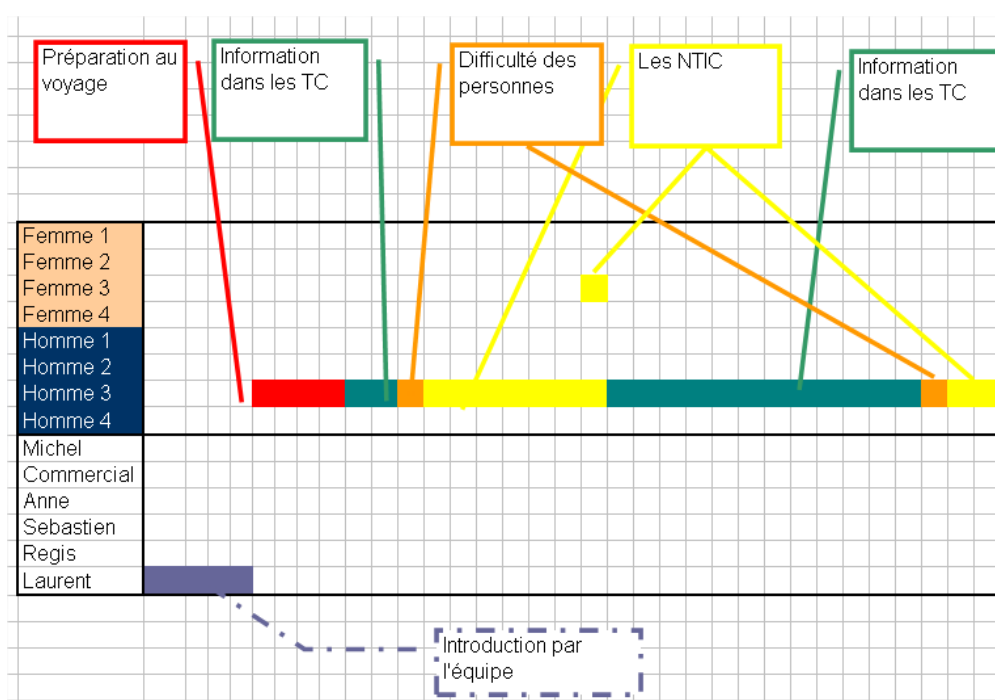 Préparation au
voyage
Information
dans les TC
Difficulté des
personnes
Les NTIC
Information
dans les TC
Femme 1
Femme 2
Femme 3
Femme 4
Homme 1
Homme 2
Homme 3
Homme 4
Michel
Commercial
Anne
Sebastien
Regis
Laurent
Introduction par
l'équipe